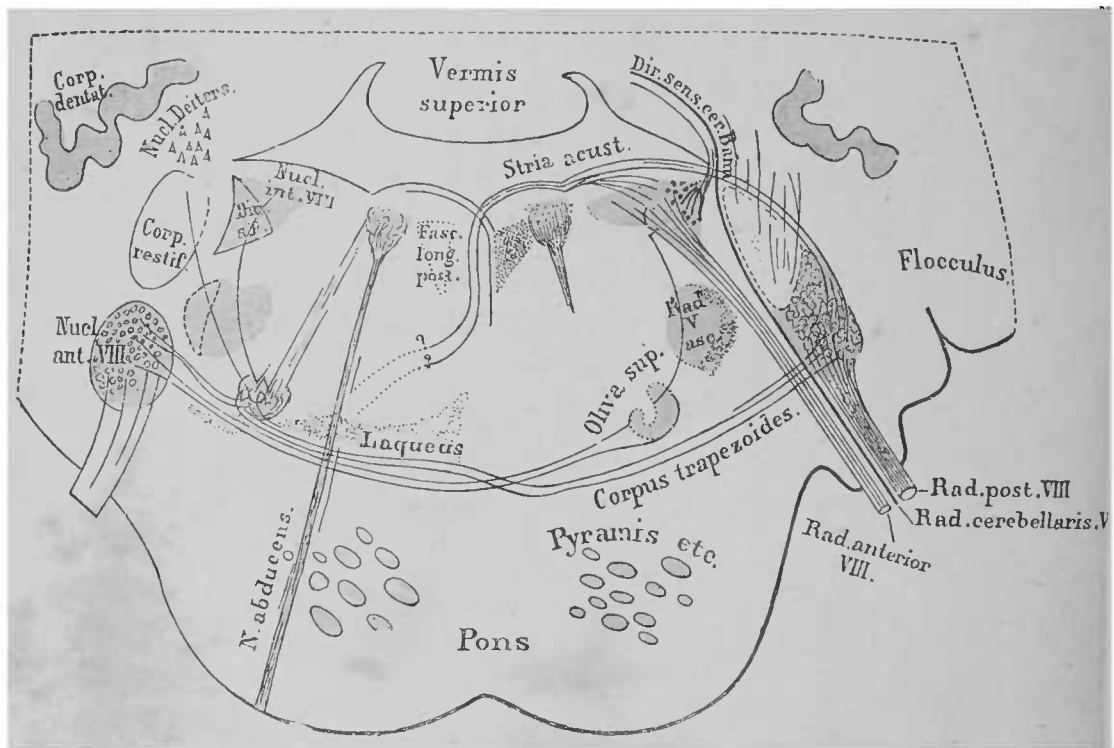 Corp.
dentat.
Nucl. Deiters.
Vermis
superior
Dir. sens. cer. Bahn
Stria acust.
Nucl.
int. VIII
Corp.
restif.
Fasc.
long.
post.
Flocculus.
Nucl.
ant. VIII
Rad.
V
asc.
Oliva sup.
Laqueus
Corpus trapezoides.
Rad. post. VIII
Rad. cerebellaris. V
Rad. anterior
VIII.
Pyramis etc.
N. abducens.
Pons